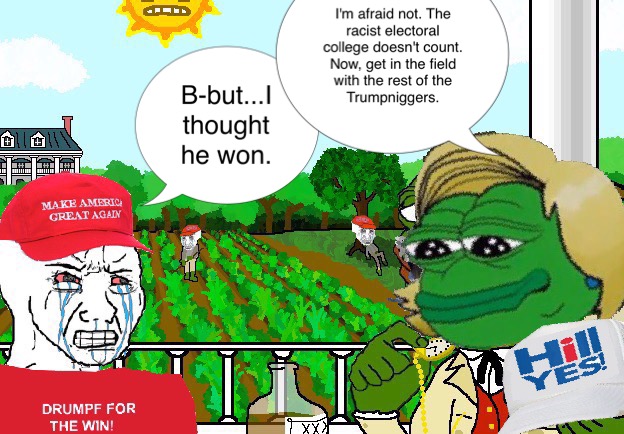 I'm afraid not. The
racist electoral
college doesn't count.
Now, get in the field
with the rest of the
Trumpniggers.
B-but...I
thought
he won.
MAKE AMERICA
GREAT AGAIN
Hill
YES!
DRUMPF FOR
THE WIN!
XXX